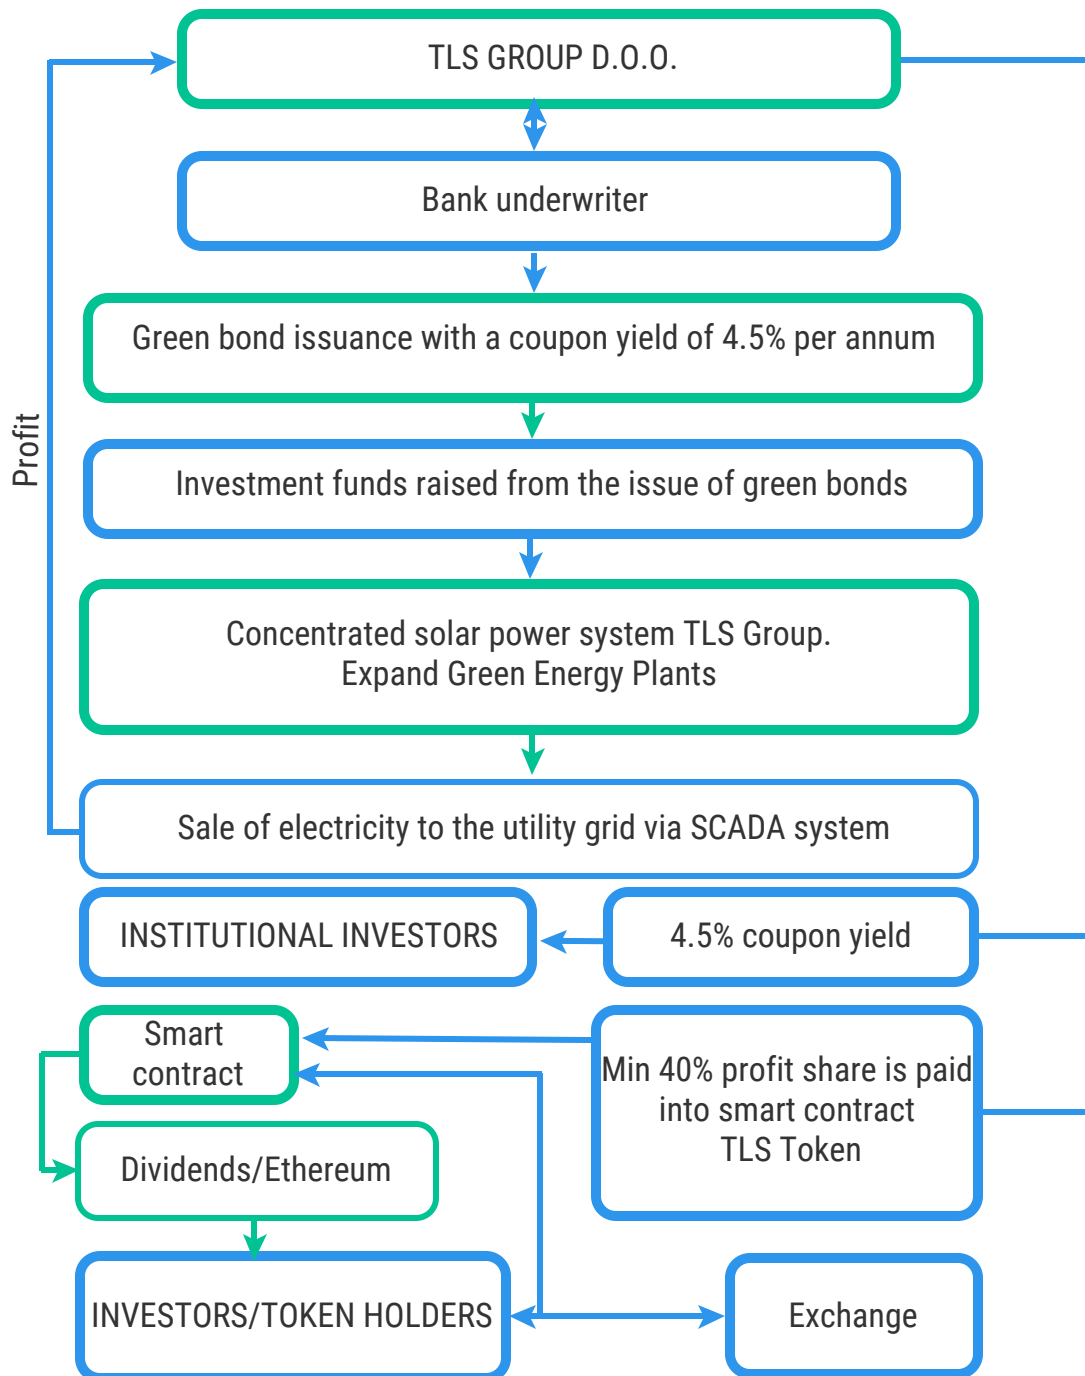 TLS GROUP D.O.O.
Bank underwriter
Green bond issuance with a coupon yield of 4.5% per annum
Profit
Investment funds raised from the issue of green bonds
Concentrated solar power system TLS Group.
Expand Green Energy Plants
Sale of electricity to the utility grid via SCADA system
INSTITUTIONAL INVESTORS
4.5% coupon yield
Smart
contract
Min 40% profit share is paid
into smart contract
TLS Token
Dividends/Ethereum
INVESTORS/TOKEN HOLDERS
Exchange